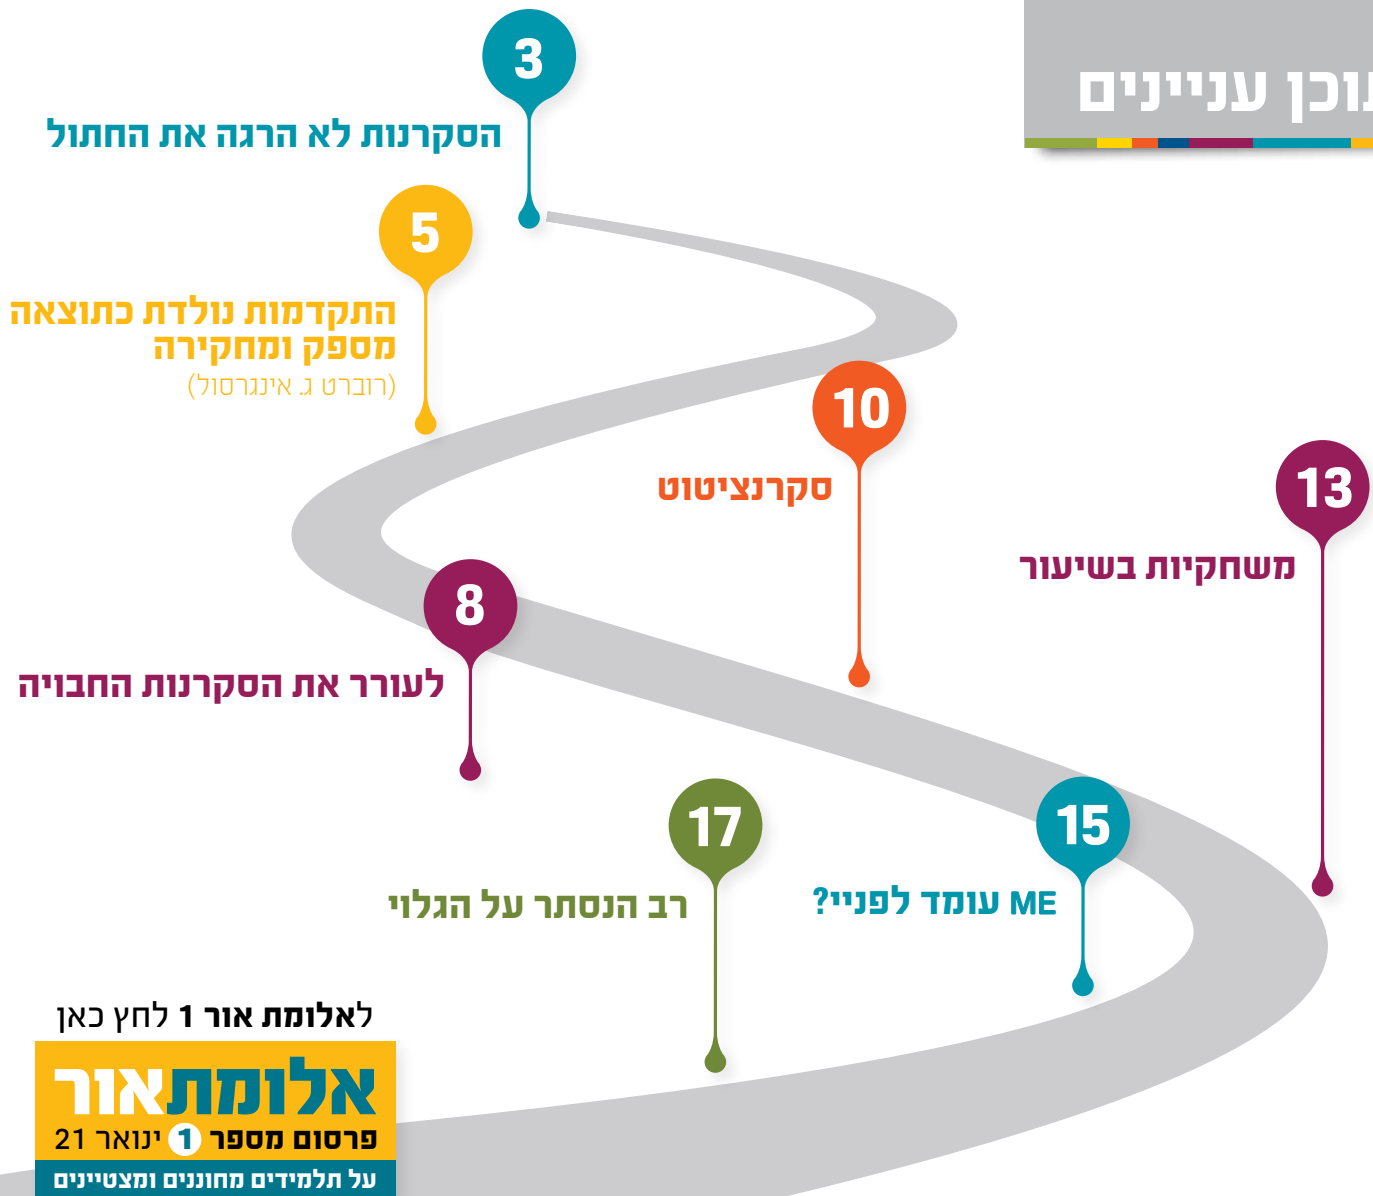 תוכן עניינים
3
הסקרנות לא הרגה את החתול
5
התקדמות נולדת כתוצאה
מספק ומחקירה
(רוברט ג. אינגרסול)
8
לעורר את הסקרנות החבויה
10
סקרנציטוט
13
משחקיות בשיעור
15
ME עומד לפניי?
17
רב הנסתר על הגלוי
לאלומת אור 1 לחץ כאן
אלומתאור
פרסום מספר 1 ינואר 21
על תלמידים מחוננים ומצטיינים